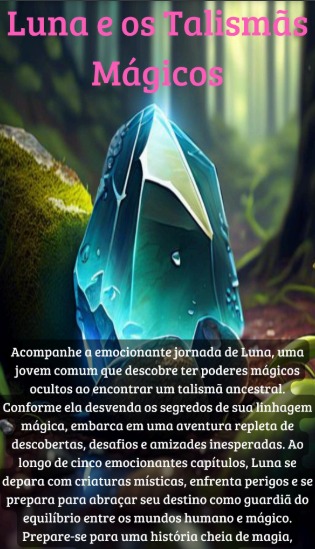 Luna e os Talismãs
Mágicos
Acompanhe a emocionante jornada de Luna, uma
jovem comum que descobre ter poderes mágicos
ocultos ao encontrar um talismã ancestral.
Conforme ela desvenda os segredos de sua linhagem
mágica, embarca em uma aventura repleta de
descobertas, desafios e amizades inesperadas. Ao
longo de cinco emocionantes capítulos, Luna se
depara com criaturas místicas, enfrenta perigos e se
prepara para abraçar seu destino como guardiã do
equilíbrio entre os mundos humano e mágico.
Prepare-se para uma história cheia de magia,